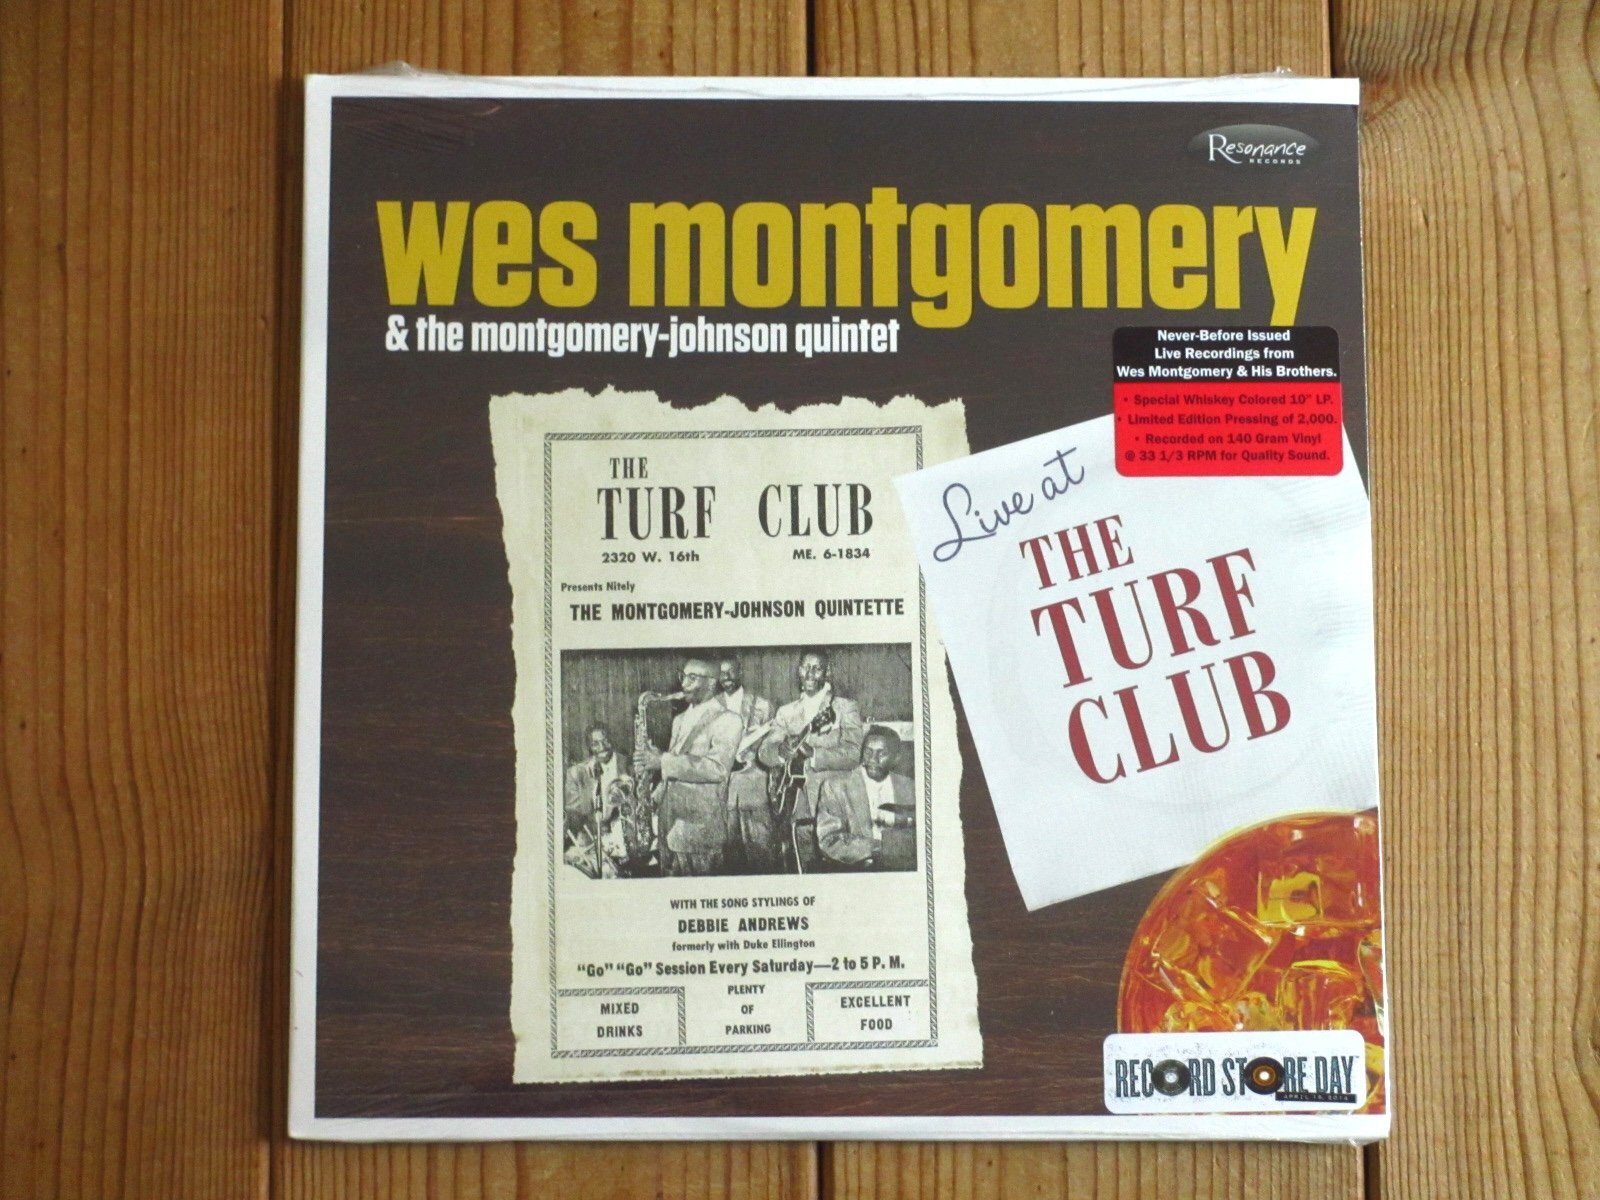 Resonance
RECORDS
wes montgomery
& the montgomery-johnson quintet
Never-Before Issued
Live Recordings from
Wes Montgomery & His Brothers.
• Special Whiskey Colored 10" LP.
• Limited Edition Pressing of 2,000.
• Recorded on 140 Gram Vinyl
@ 33 1/3 RPM for Quality Sound.
THE
TURF CLUB
2320 W. 16th ME. 6-1834
Presents Nitely
THE MONTGOMERY-JOHNSON QUINTETTE
WITH THE SONG STYLINGS OF
DEBBIE ANDREWS
formerly with Duke Ellington
"Go" "Go" Session Every Saturday—2 to 5 P. M.
MIXED
DRINKS
PLENTY
OF
PARKING
EXCELLENT
FOOD
Live at
THE
TURF
CLUB
RECORD STORE DAY
APRIL 19, 2014